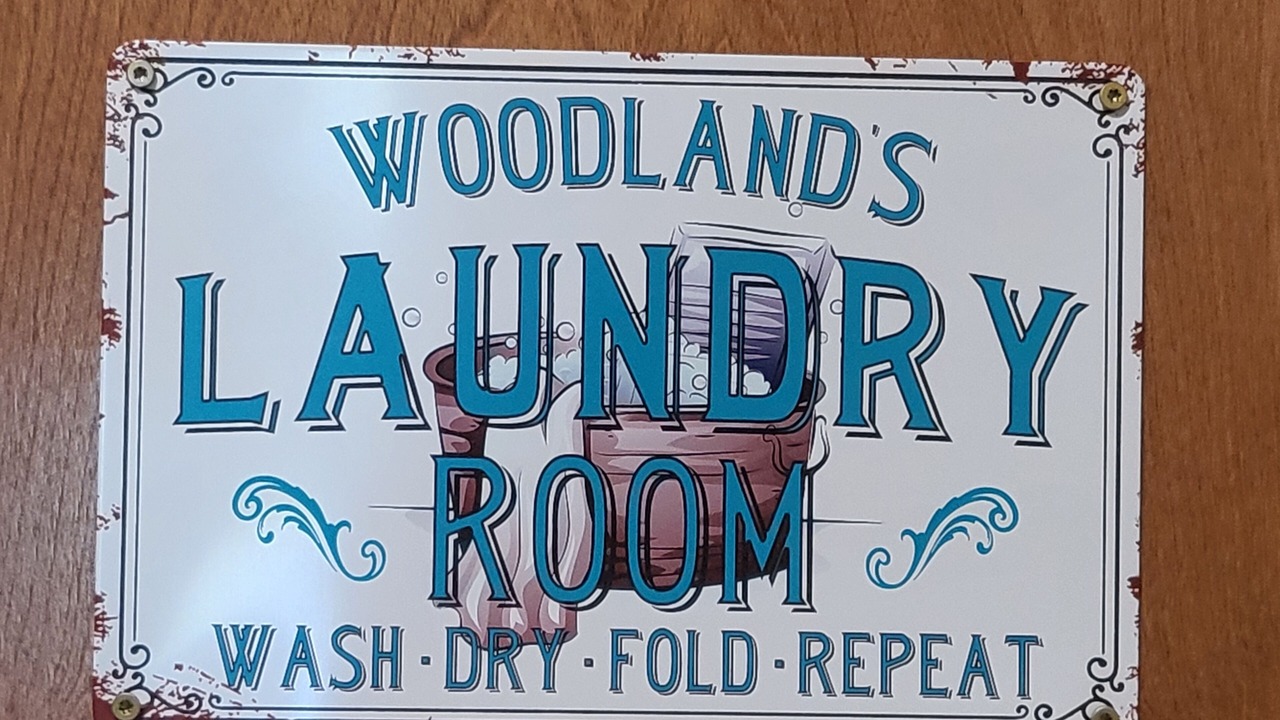 WOODLAND'S
LAUNDRY
ROOM
WASH · DRY · FOLD · REPEAT